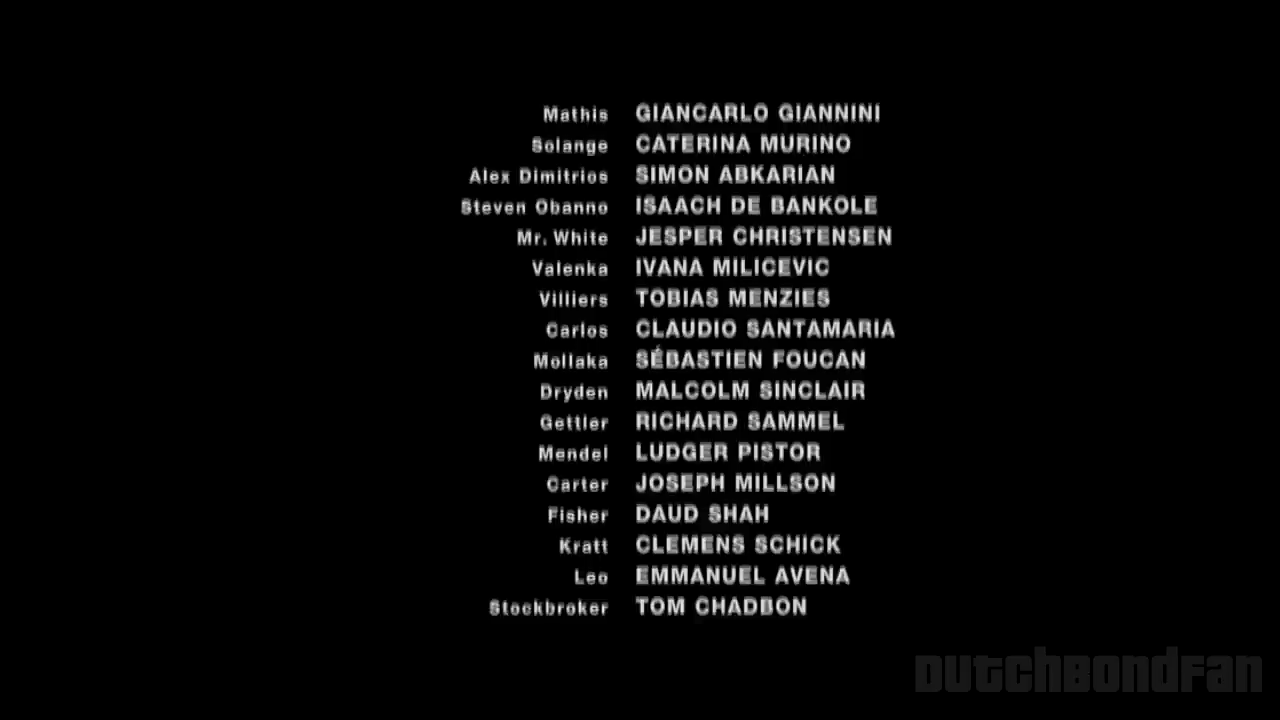 Mathis GIANCARLO GIANNINI
Solange CATERINA MURINO
Alex Dimitrios SIMON ABKARIAN
Steven Obanno ISAACH DE BANKOLE
Mr. White JESPER CHRISTENSEN
Valenka IVANA MILICEVIC
Villiers TOBIAS MENZIES
Carlos CLAUDIO SANTAMARIA
Mollaka SÉBASTIEN FOUCAN
Dryden MALCOLM SINCLAIR
Gettler RICHARD SAMMEL
Mendel LUDGER PISTOR
Carter JOSEPH MILLSON
Fisher DAUD SHAH
Kratt CLEMENS SCHICK
Leo EMMANUEL AVENA
Stockbroker TOM CHADBON
DutchBondFan